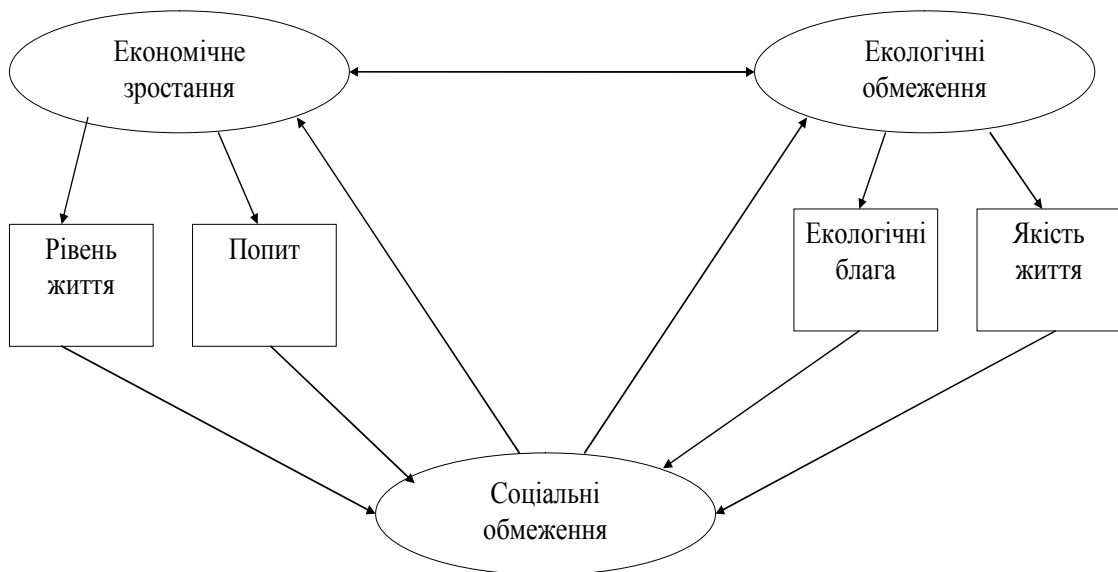 Економічне
зростання
Екологічні
обмеження
Рівень
життя
Попит
Екологічні
блага
Якість
життя
Соціальні
обмеження